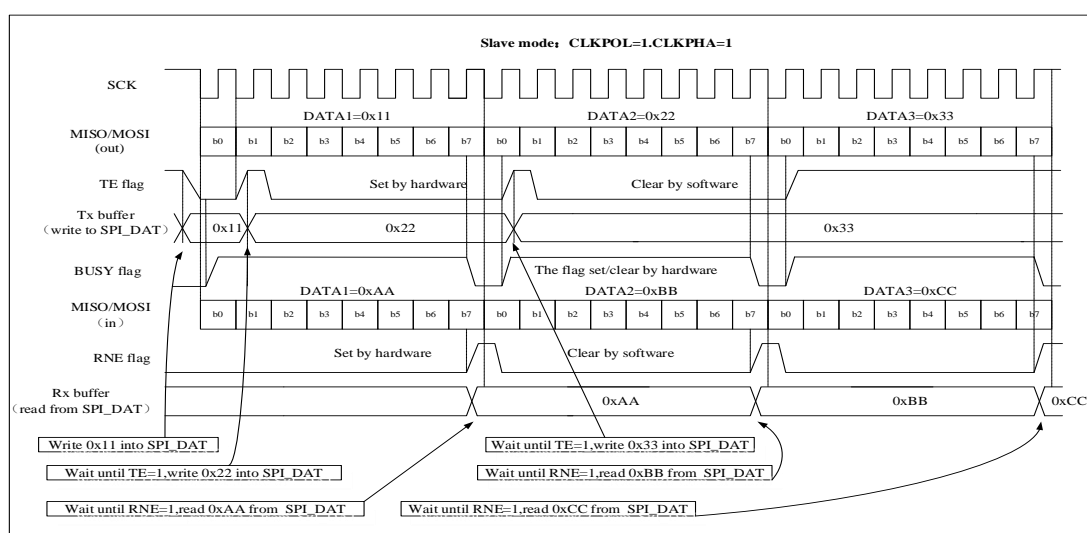 Slave mode：CLKPOL=1.CLKPHA=1
SCK
DATA1=0x11 DATA2=0x22 DATA3=0x33
MISO/MOSI
(out)
b0 b1 b2 b3 b4 b5 b6 b7 b0 b1 b2 b3 b4 b5 b6 b7 b0 b1 b2 b3 b4 b5 b6 b7
TE flag
Set by hardware Clear by software
Tx buffer
（write to SPI_DAT）
0x11 0x22 0x33
BUSY flag
The flag set/clear by hardware
DATA1=0xAA DATA2=0xBB DATA3=0xCC
MISO/MOSI
（in）
b0 b1 b2 b3 b4 b5 b6 b7 b0 b1 b2 b3 b4 b5 b6 b7 b0 b1 b2 b3 b4 b5 b6 b7
RNE flag
Set by hardware Clear by software
Rx buffer
（read from SPI_DAT）
0xAA 0xBB 0xCC
Write 0x11 into SPI_DAT
Wait until TE=1,write 0x33 into SPI_DAT
Wait until TE=1,write 0x22 into SPI_DAT
Wait until RNE=1,read 0xBB from SPI_DAT
Wait until RNE=1,read 0xAA from SPI_DAT
Wait until RNE=1,read 0xCC from SPI_DAT